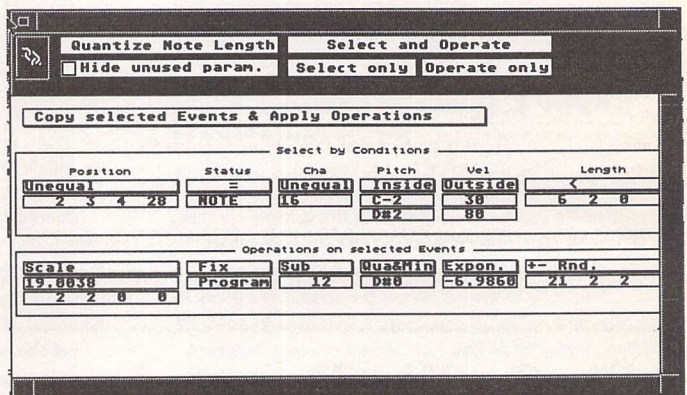 Quantize Note Length Select and Operate
Hide unused param. Select only Operate only
Copy selected Events & Apply Operations
Select by Conditions
Position Status Cha Pitch Vel Length
Unequal = Unequal Inside Outside <
2 3 4 28 NOTE 16 C-2 30 6 2 0
D#2 80
Operations on selected Events
Scale Fix Sub Qua&Min Expon. +- Rnd.
19.0038 Program 12 D#0 -6.9860 21 2 2
2 2 0 0